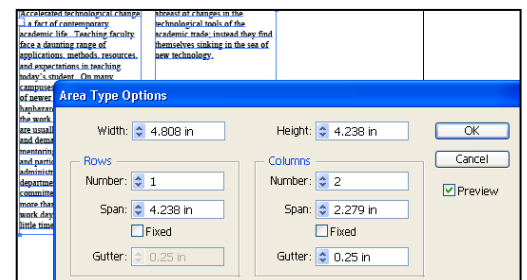 Accelerated technological change
a fact of contemporary
academic life. Teaching faculty
face a daunting range of
applications, methods, resources,
and expectations in teaching
today's student. On many
campuses
of newer
haphazard
the work
are usual
and dema
mentoring
and partic
administr
departme
committe
more than
work day
little time
abreast of changes in the
technological tools of the
academic trade; instead they find
themselves sinking in the sea of
new technology.
Area Type Options
Width: 4.808 in
Height: 4.238 in
OK
Cancel
Preview
Rows
Number: 1
Span: 4.238 in
Fixed
Gutter: 0.25 in
Columns
Number: 2
Span: 2.279 in
Fixed
Gutter: 0.25 in